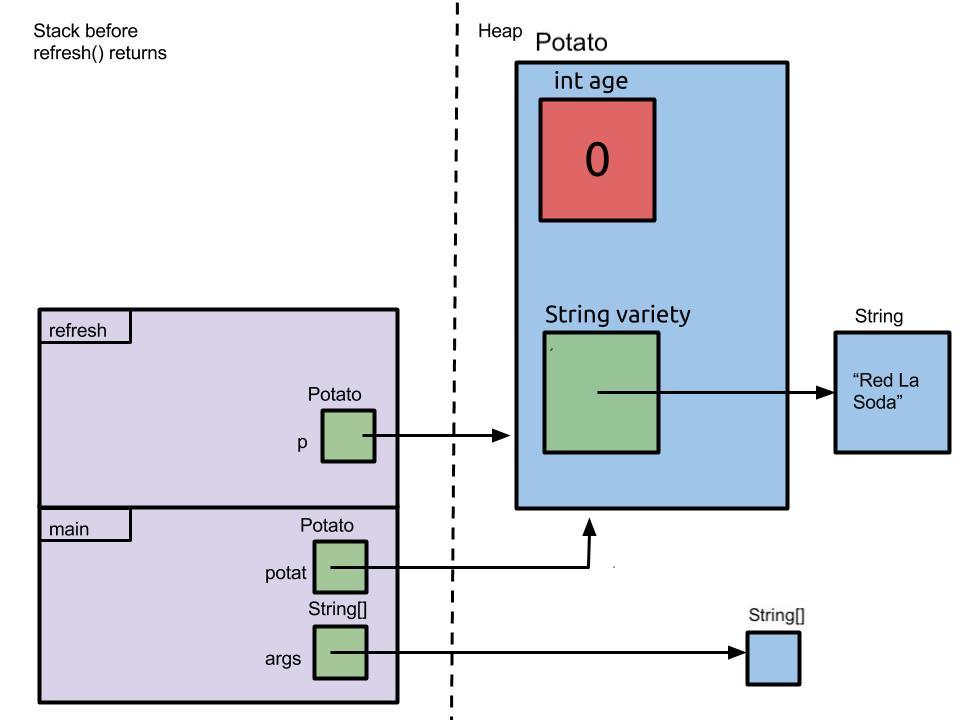 Stack before
refresh() returns
Heap
Potato
int age
0
String variety
String
“Red La
Soda”
refresh
Potato
p
main
Potato
potat
String[]
args
String[]